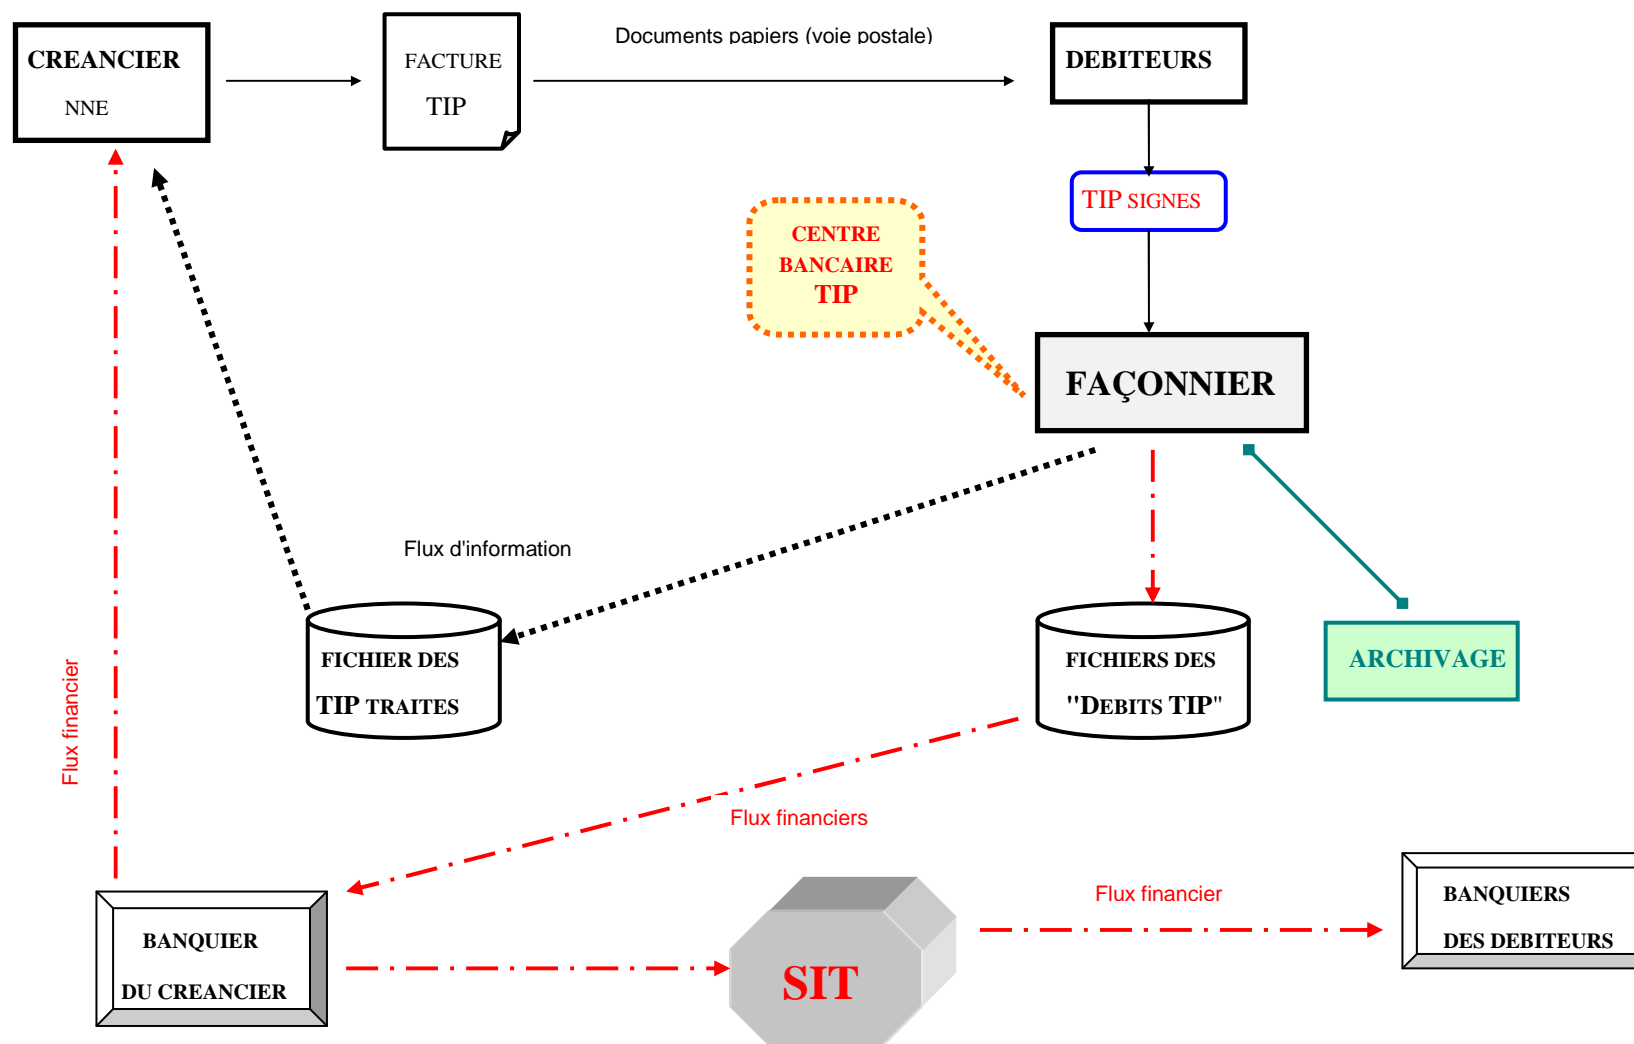 Documents papiers (voie postale)
CREANCIER
NNE
FACTURE
TIP
DEBITEURS
TIP SIGNES
CENTRE
BANCAIRE
TIP
FAÇONNIER
Flux d'information
FICHIER DES
TIP TRAITES
FICHIERS DES
"DEBITS TIP"
ARCHIVAGE
Flux financier
Flux financiers
BANQUIER
DU CREANCIER
SIT
Flux financier
BANQUIERS
DES DEBITEURS